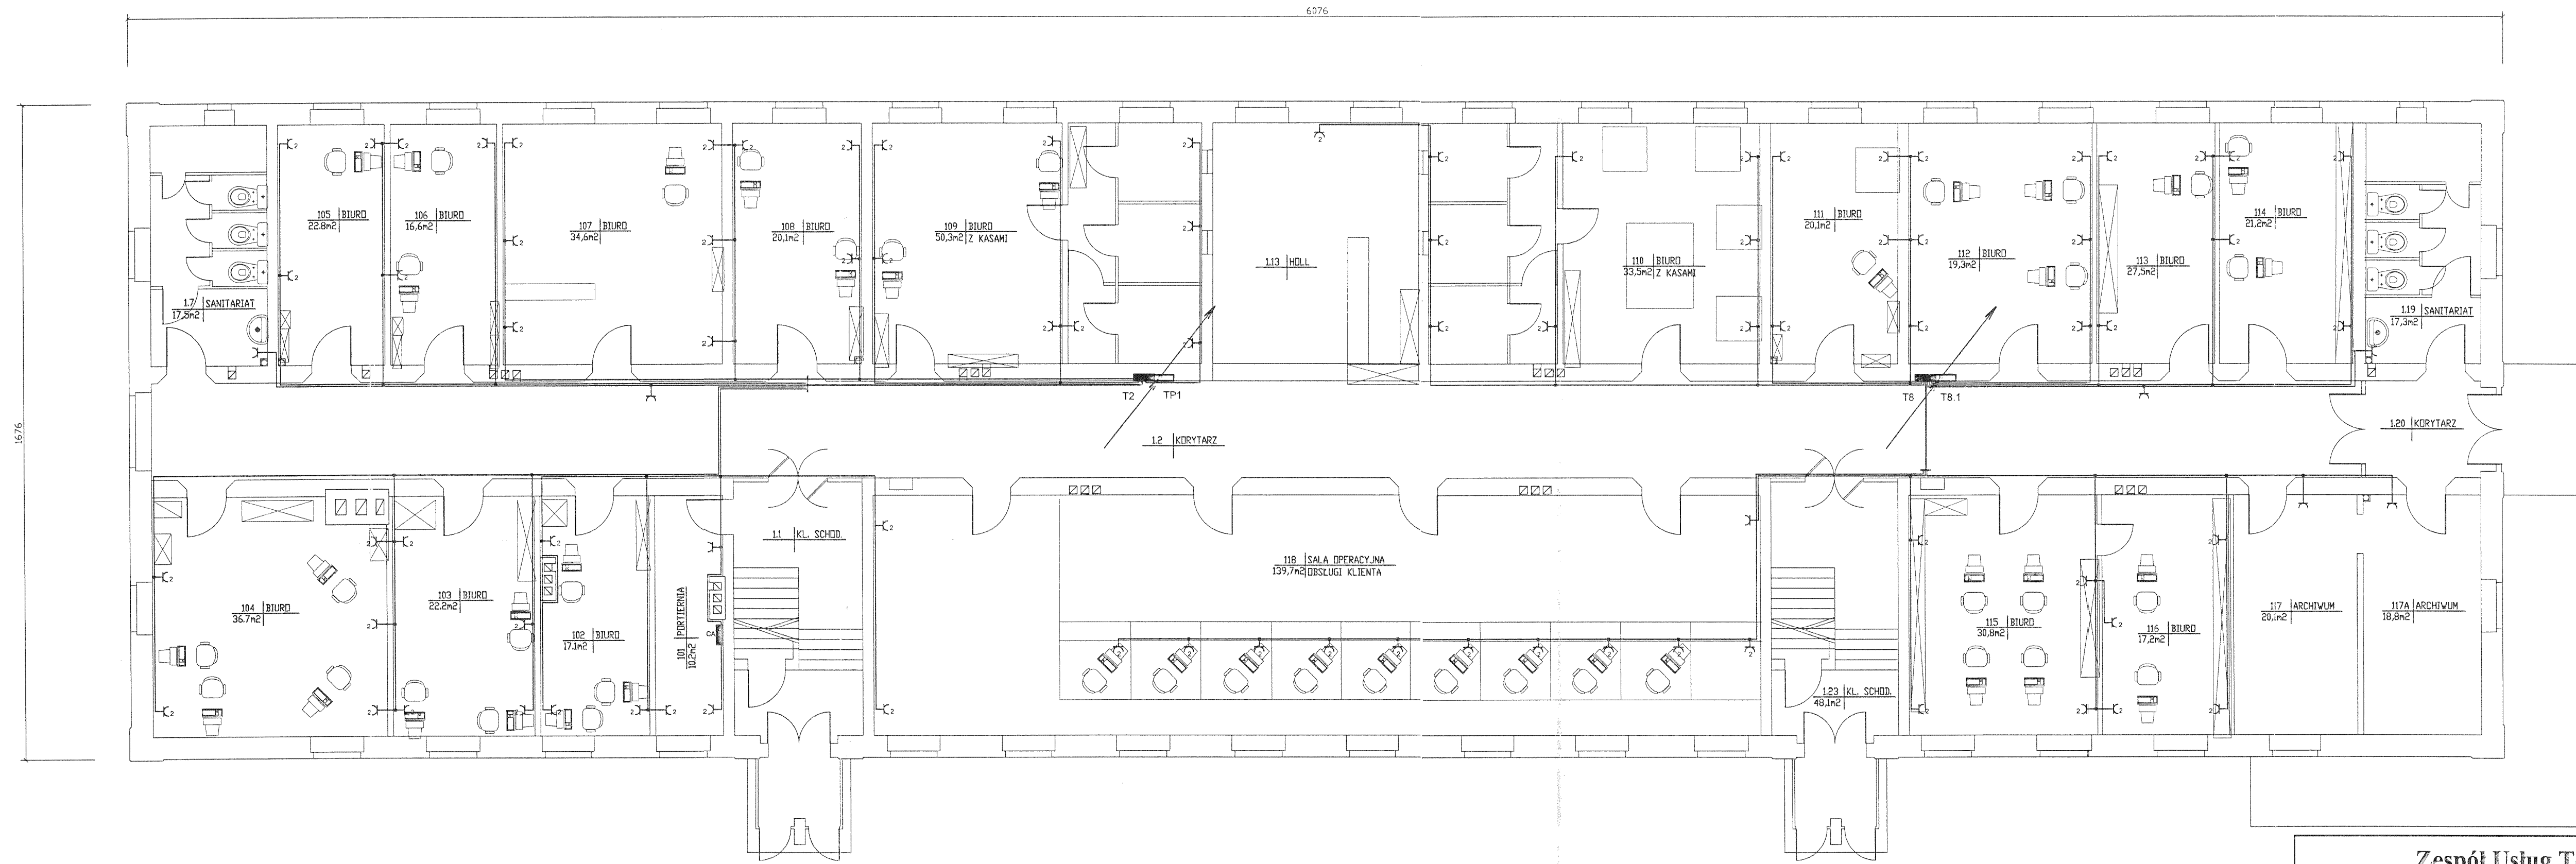 6076
1676
105 BIURO
22.8m2
106 BIURO
16,6m2
107 BIURO
34,6m2
108 BIURO
20,1m2
109 BIURO
50,3m2 Z KASAMI
1.13 HOLL
110 BIURO
33,5m2 Z KASAMI
111 BIURO
20,1m2
112 BIURO
19,3m2
113 BIURO
27,5m2
114 BIURO
21,2m2
1.7 SANITARIAT
17,5m2
1.19 SANITARIAT
17,3m2
T2 TP1
T8 T8.1
1.2 KORYTARZ
1.20 KORYTARZ
104 BIURO
36.7m2
103 BIURO
22.2m2
102 BIURO
17.1m2
101 PORTIERNIA
10.2m2
CA
1.1 KL. SCHOD.
118 SALA OPERACYJNA
139,7m2 OBSŁUGI KLIENTA
1.23 KL. SCHOD.
48,1m2
115 BIURO
30,8m2
116 BIURO
17,2m2
117 ARCHIWUM
20,1m2
117A ARCHIWUM
18,8m2
Zespół Usług T